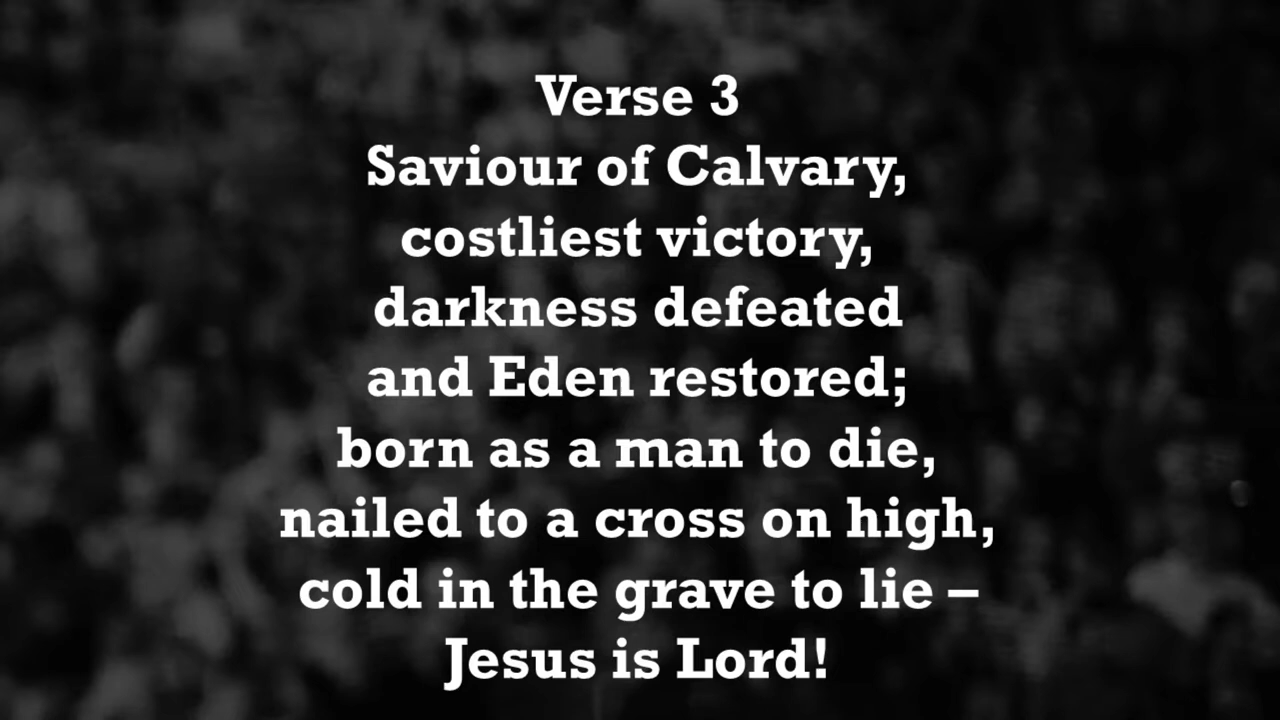 Verse 3
Saviour of Calvary,
costliest victory,
darkness defeated
and Eden restored;
born as a man to die,
nailed to a cross on high,
cold in the grave to lie –
Jesus is Lord!